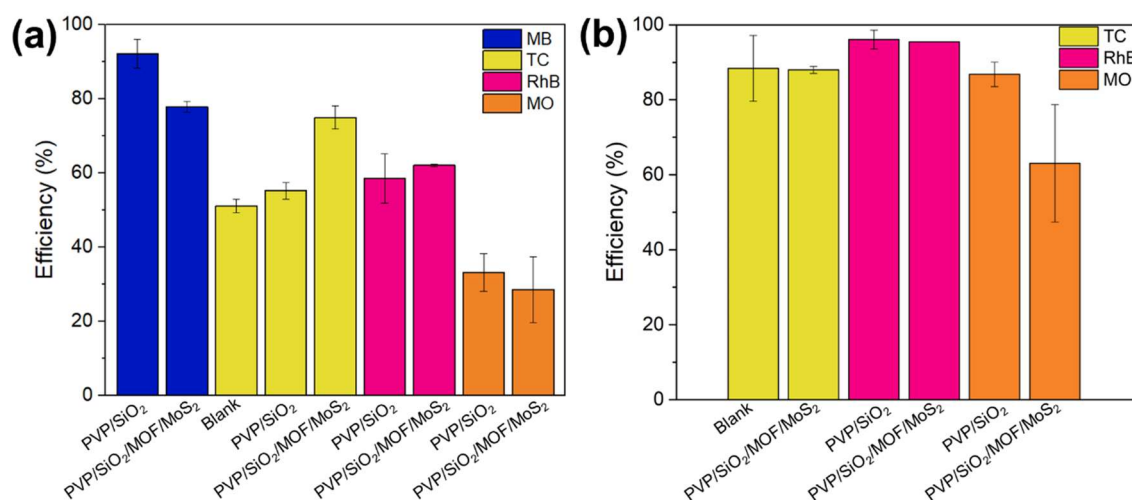 (a)
Efficiency (%)
100
80
60
40
20
0
MB
TC
RhB
MO
PVP/SiO₂
PVP/SiO₂/MOF/MoS₂
Blank
PVP/SiO₂
PVP/SiO₂/MOF/MoS₂
PVP/SiO₂
PVP/SiO₂/MOF/MoS₂
PVP/SiO₂
PVP/SiO₂/MOF/MoS₂
(b)
Efficiency (%)
100
80
60
40
20
0
TC
RhB
MO
Blank
PVP/SiO₂/MOF/MoS₂
PVP/SiO₂
PVP/SiO₂/MOF/MoS₂
PVP/SiO₂
PVP/SiO₂/MOF/MoS₂